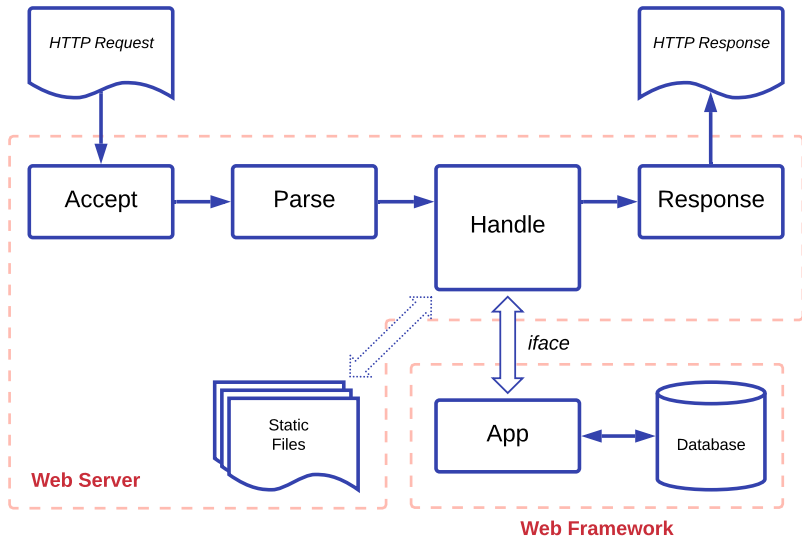 HTTP Request
HTTP Response
Accept
Parse
Handle
Response
iface
Static
Files
App
Database
Web Server
Web Framework